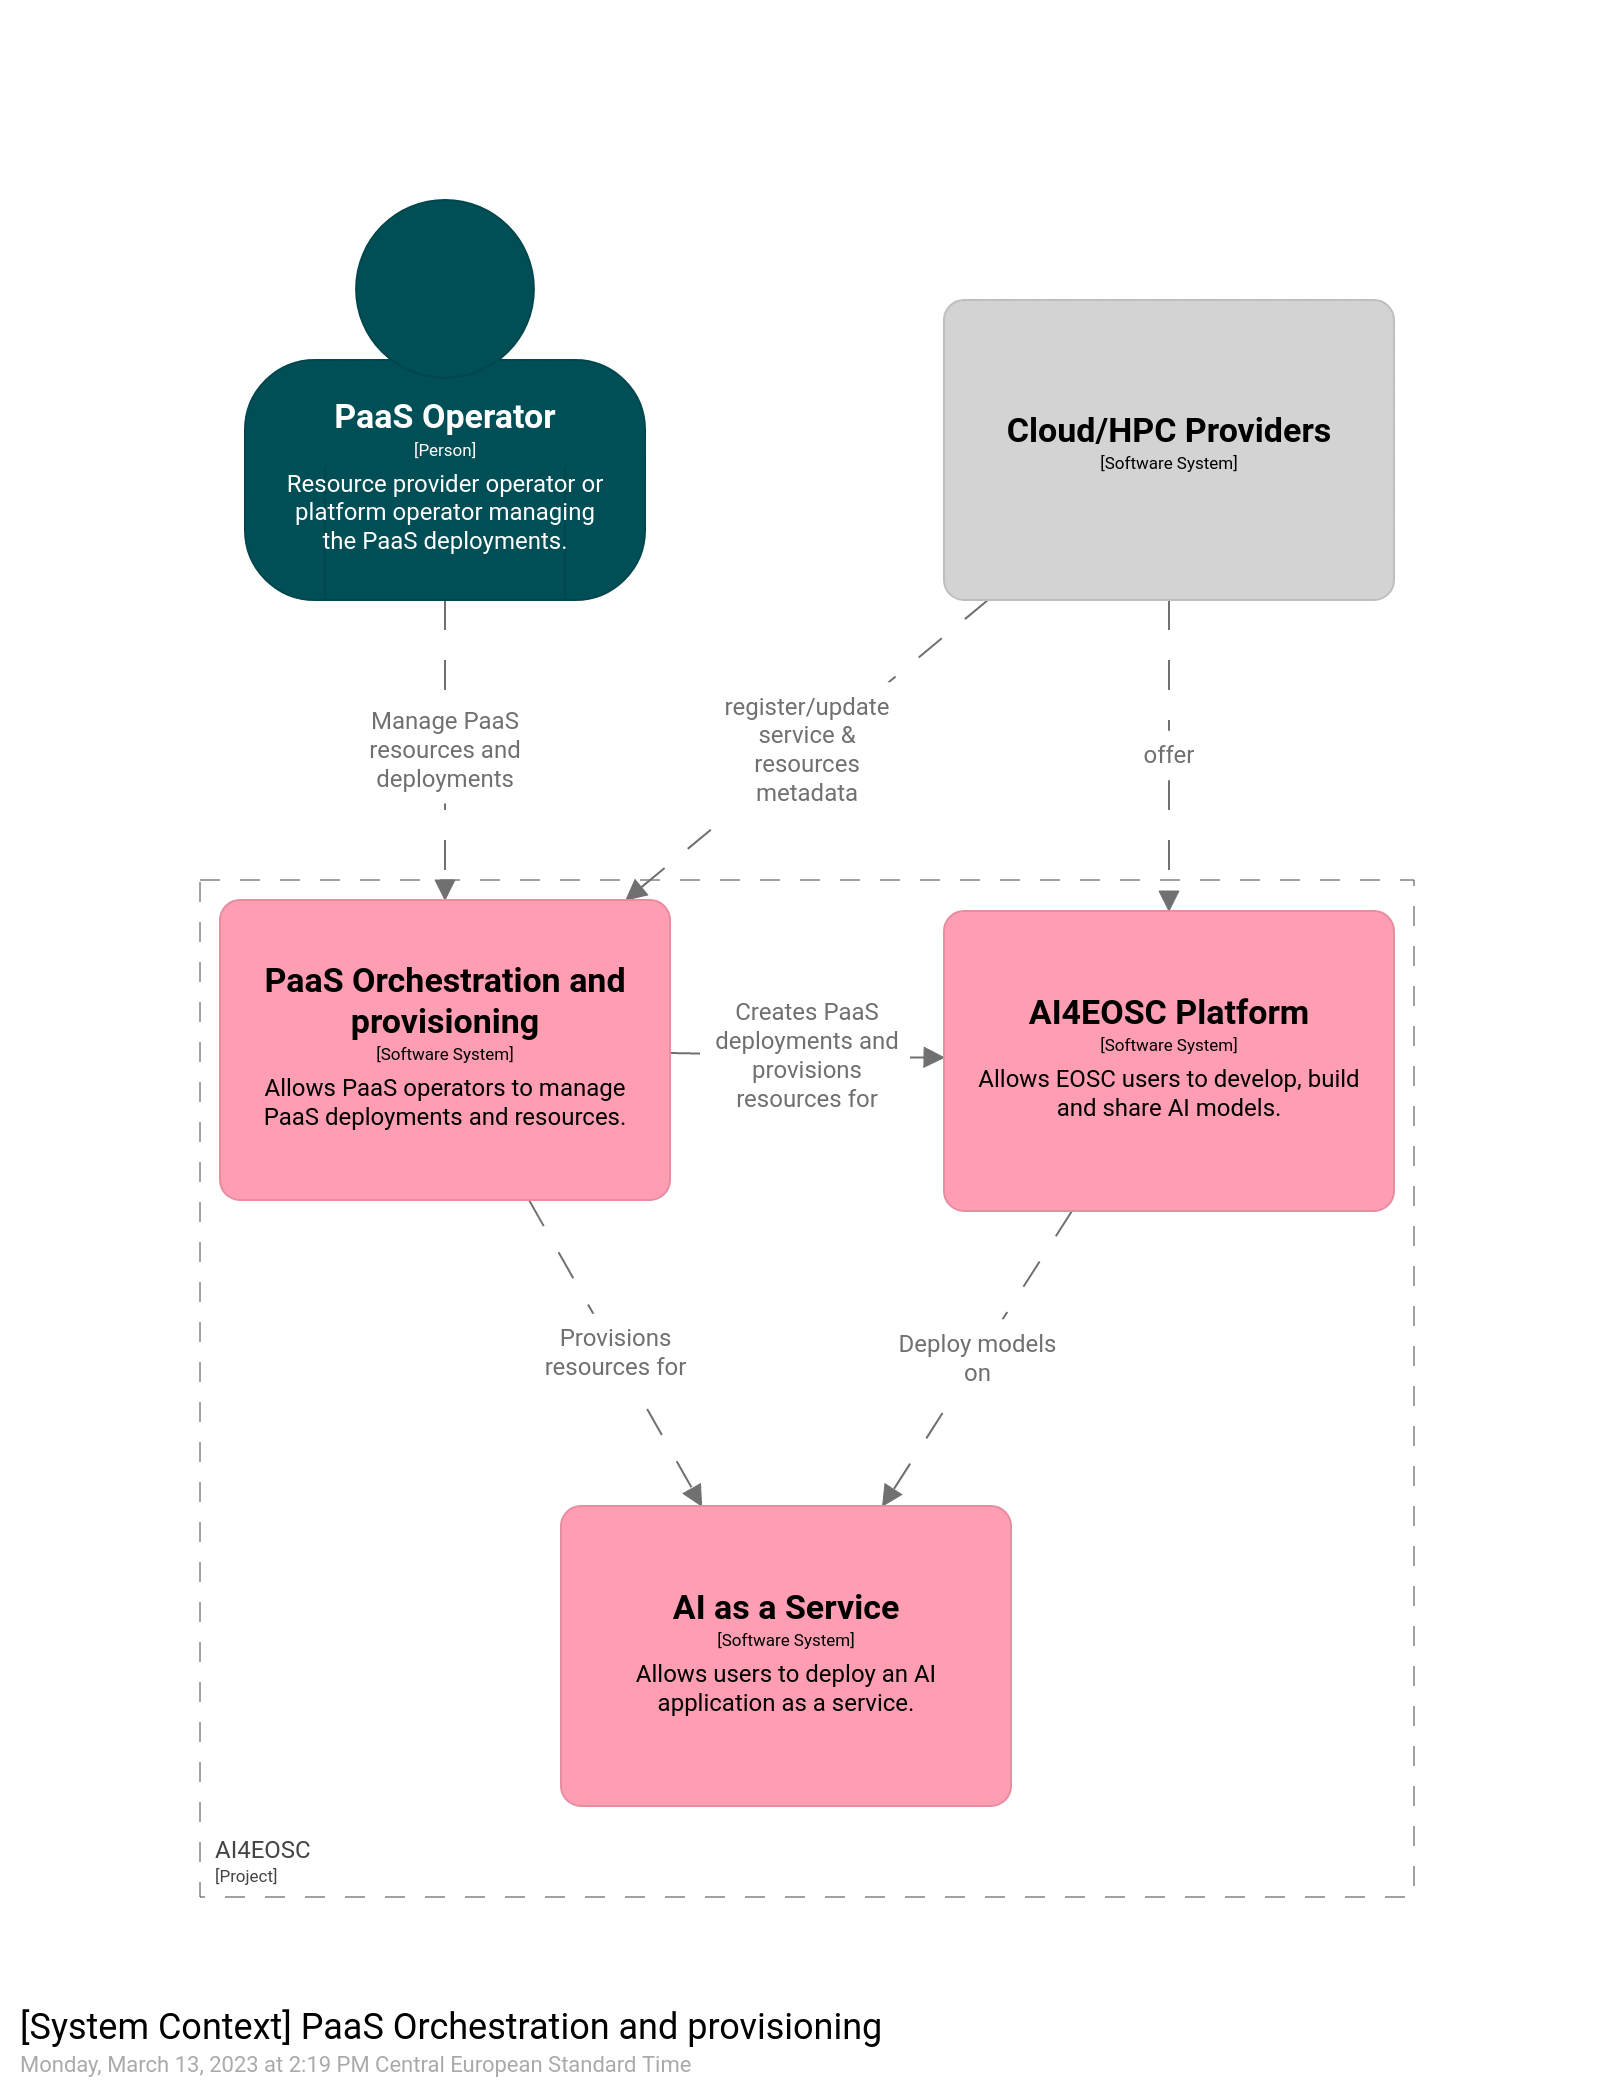 PaaS Operator
[Person]
Resource provider operator or
platform operator managing
the PaaS deployments.
Cloud/HPC Providers
[Software System]
Manage PaaS
resources and
deployments
register/update
service &
resources
metadata
offer
PaaS Orchestration and
provisioning
[Software System]
Allows PaaS operators to manage
PaaS deployments and resources.
Creates PaaS
deployments and
provisions
resources for
AI4EOSC Platform
[Software System]
Allows EOSC users to develop, build
and share AI models.
Provisions
resources for
Deploy models
on
AI as a Service
[Software System]
Allows users to deploy an AI
application as a service.
AI4EOSC
[Project]
[System Context] PaaS Orchestration and provisioning
Monday, March 13, 2023 at 2:19 PM Central European Standard Time